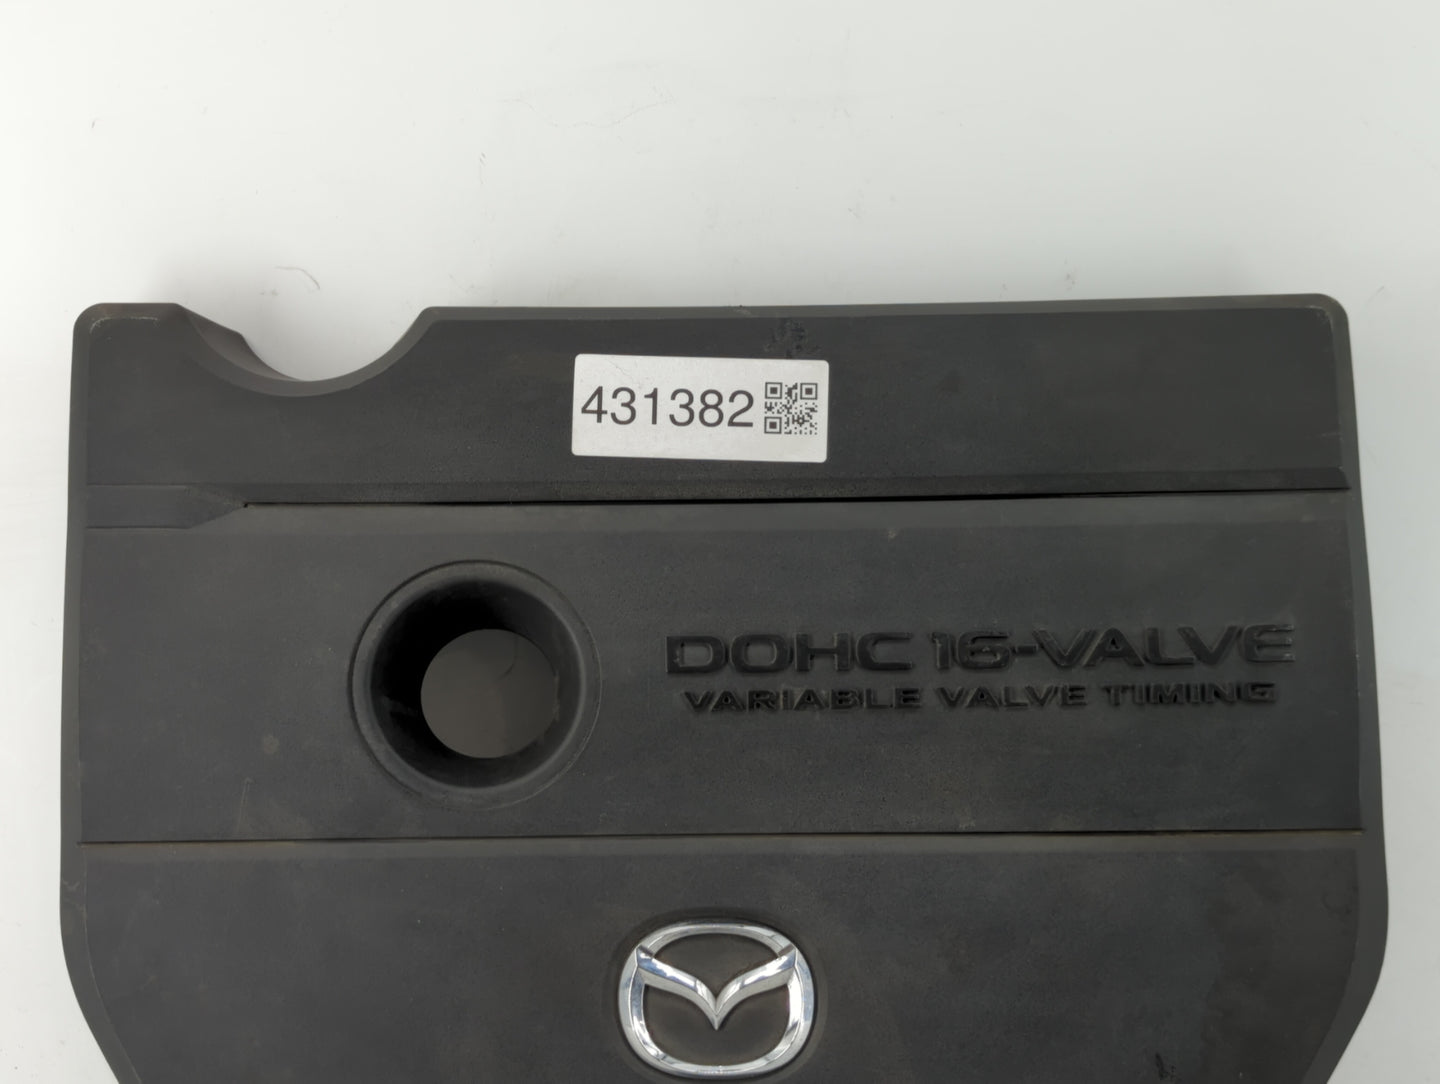 431382
DOHC 16-VALVE
VARIABLE VALVE TIMING